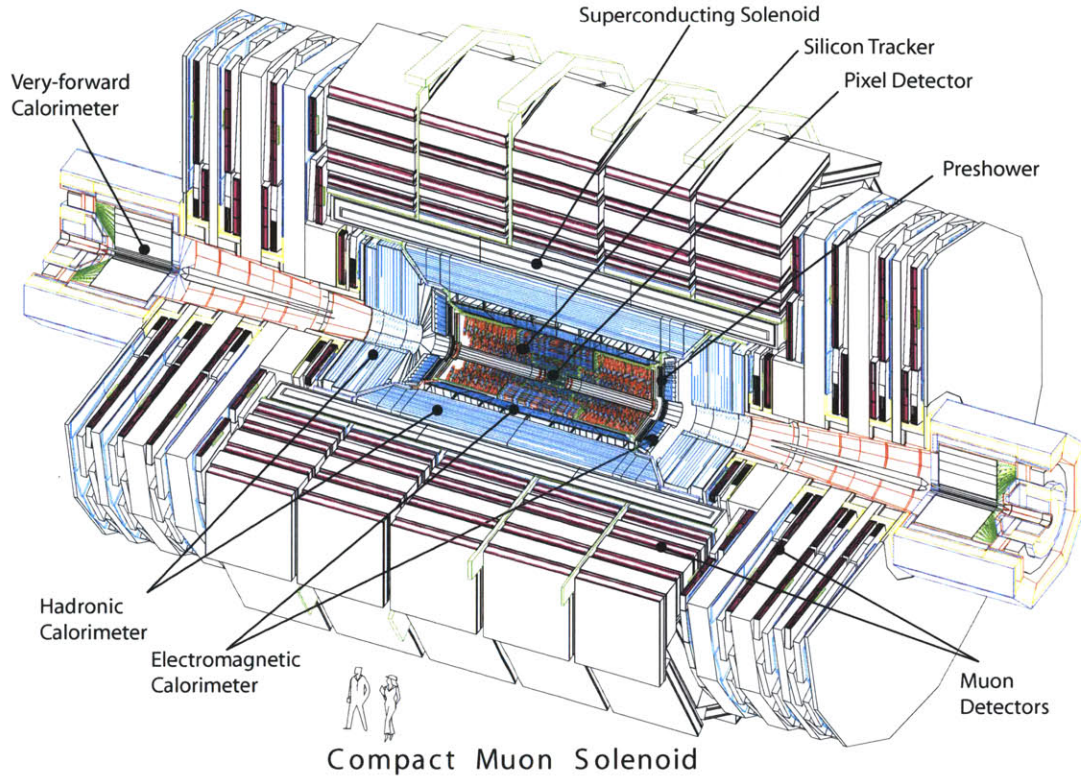 Superconducting Solenoid
Silicon Tracker
Pixel Detector
Very-forward
Calorimeter
Preshower
Hadronic
Calorimeter
Electromagnetic
Calorimeter
Muon
Detectors
Compact Muon Solenoid